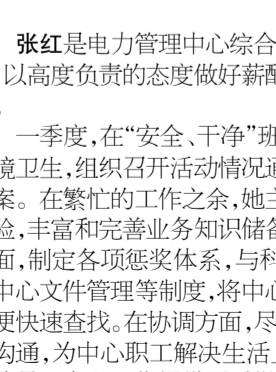 张红是电力管理中心综合
以高度负责的态度做好薪酬
一季度,在“安全、干净”班
境卫生,组织召开活动情况通
案。在繁忙的工作之余,她主
险,丰富和完善业务知识储备
面,制定各项惩奖体系,与科
中心文件管理等制度,将中心
更快速查找。在协调方面,尽
沟通,为中心职工解决生活上